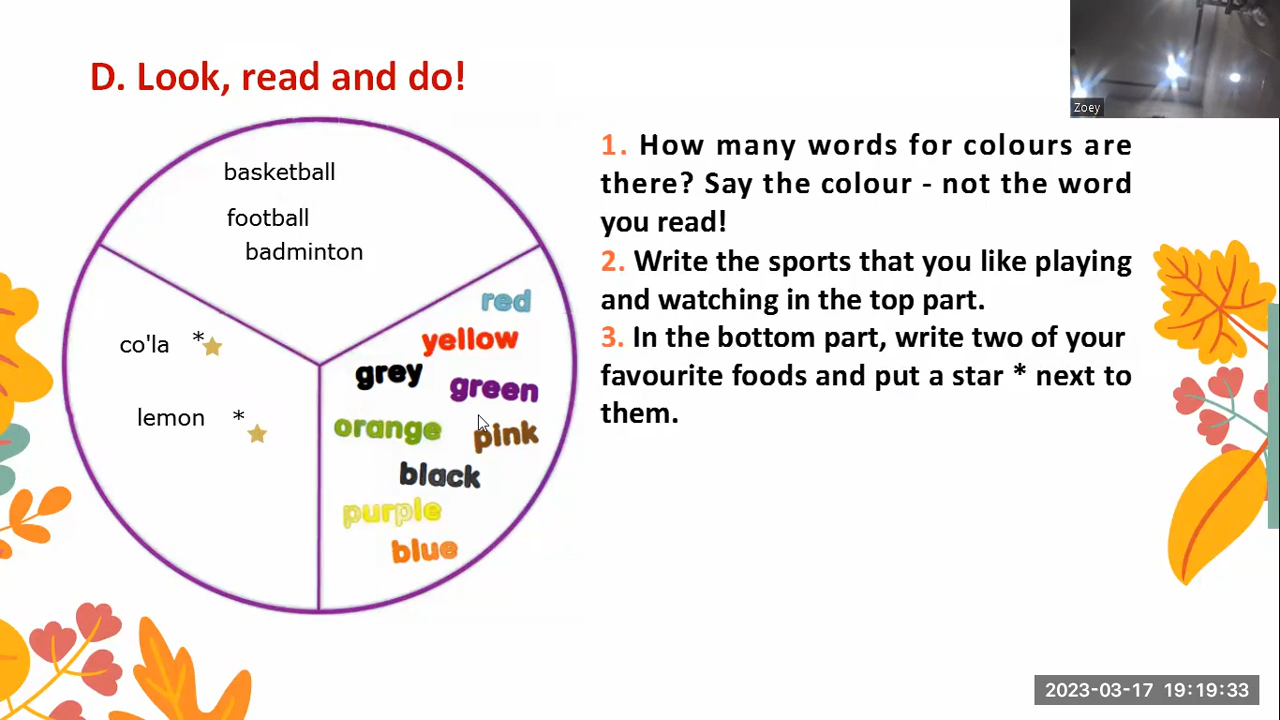 D. Look, read and do!
Zoey
basketball
football
badminton
co'la *
lemon *
red
yellow
grey
green
orange
pink
black
purple
blue
1. How many words for colours are
there? Say the colour - not the word
you read!
2. Write the sports that you like playing
and watching in the top part.
3. In the bottom part, write two of your
favourite foods and put a star * next to
them.
2023-03-17 19:19:33